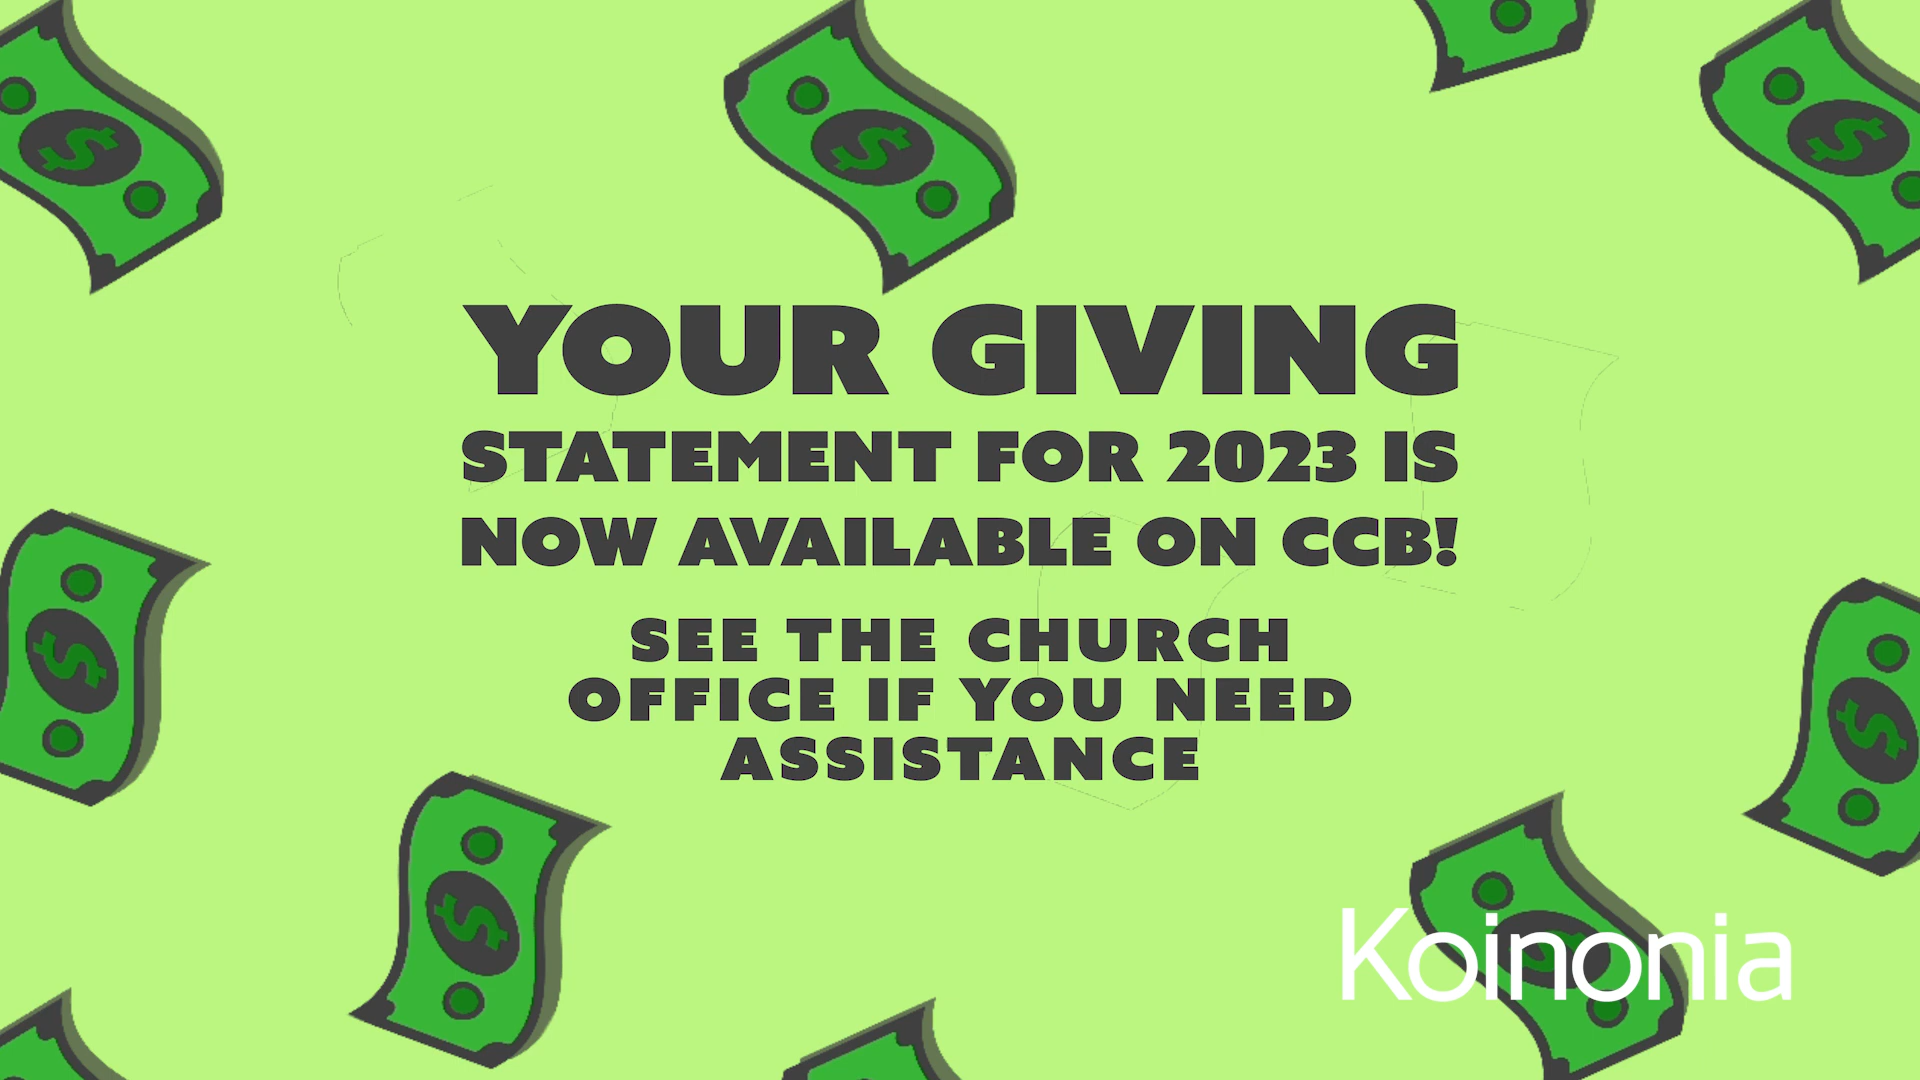 YOUR GIVING
STATEMENT FOR 2023 IS
NOW AVAILABLE ON CCB!
SEE THE CHURCH
OFFICE IF YOU NEED
ASSISTANCE
Koinonia